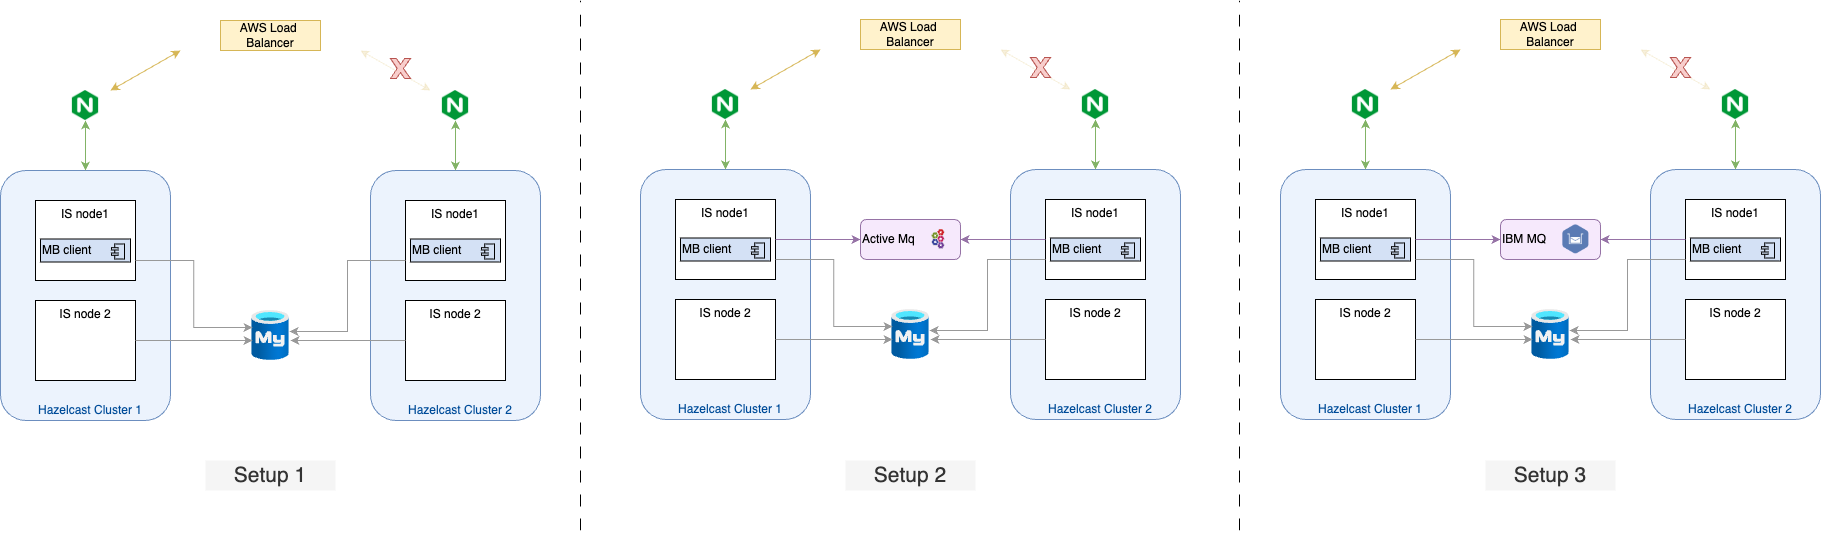 AWS Load
Balancer
N
X
N
IS node1
MB client
IS node 2
Hazelcast Cluster 1
My
IS node1
MB client
IS node 2
Hazelcast Cluster 2
Setup 1
AWS Load
Balancer
N
X
N
IS node1
MB client
IS node 2
Hazelcast Cluster 1
Active Mq
My
IS node1
MB client
IS node 2
Hazelcast Cluster 2
Setup 2
AWS Load
Balancer
N
X
N
IS node1
MB client
IS node 2
Hazelcast Cluster 1
IBM MQ
My
IS node1
MB client
IS node 2
Hazelcast Cluster 2
Setup 3